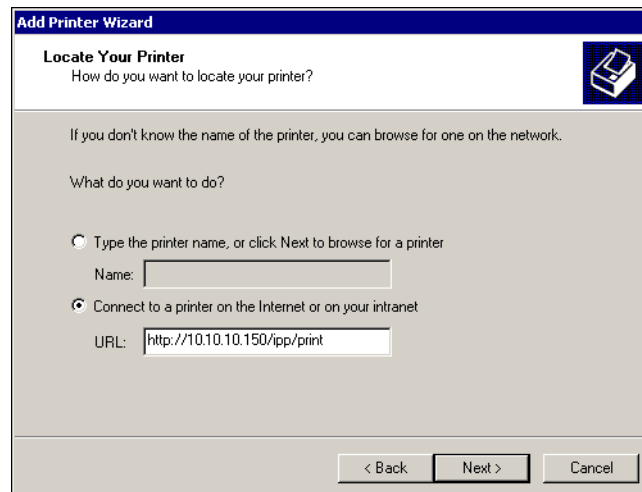 Add Printer Wizard
Locate Your Printer
How do you want to locate your printer?
If you don't know the name of the printer, you can browse for one on the network.
What do you want to do?
Type the printer name, or click Next to browse for a printer
Name:
Connect to a printer on the Internet or on your intranet
URL: http://10.10.10.150/ipp/print
< Back Next > Cancel